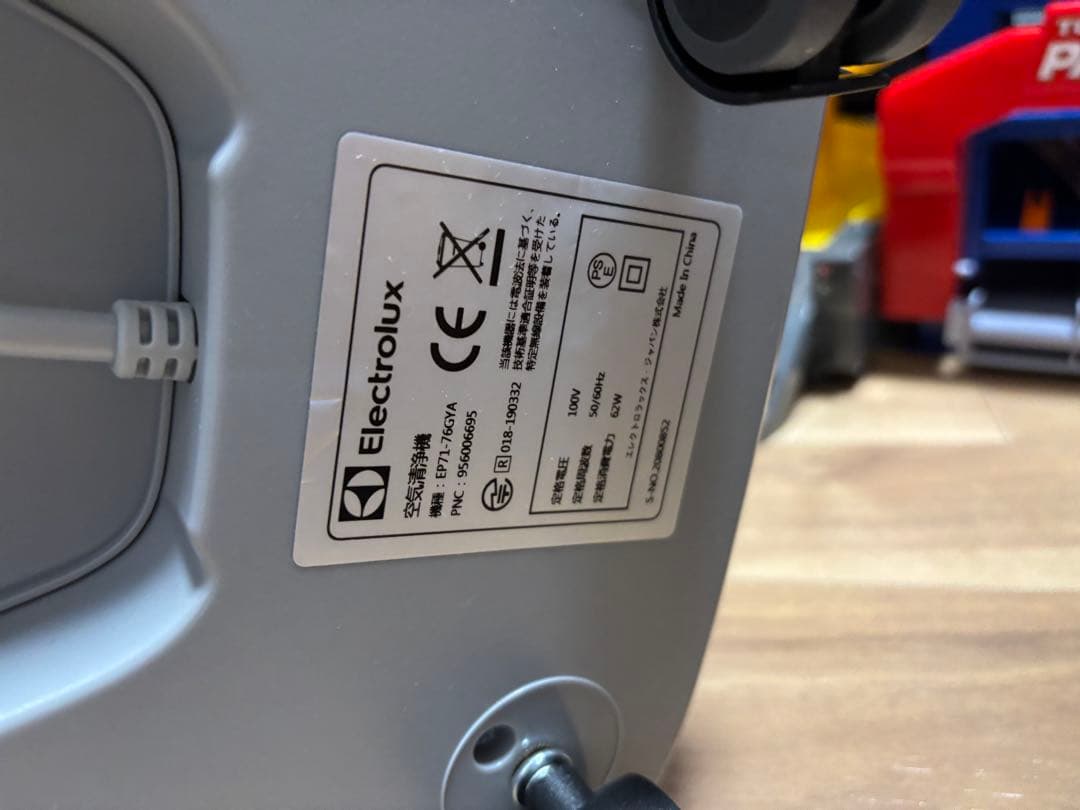 Electrolux
空気清浄機
機種：EP71-76GYA
PNC：956006695
CE
R 018-190332
当該機器には電波法に基づく、
技術基準適合証明等を受けた
特定無線設備を装着している。
定格電圧 100V
定格周波数 50/60Hz
定格消費電力 62W
PS
E
エレクトロラックス・ジャパン株式会社
S-NO.20800852
Made In China